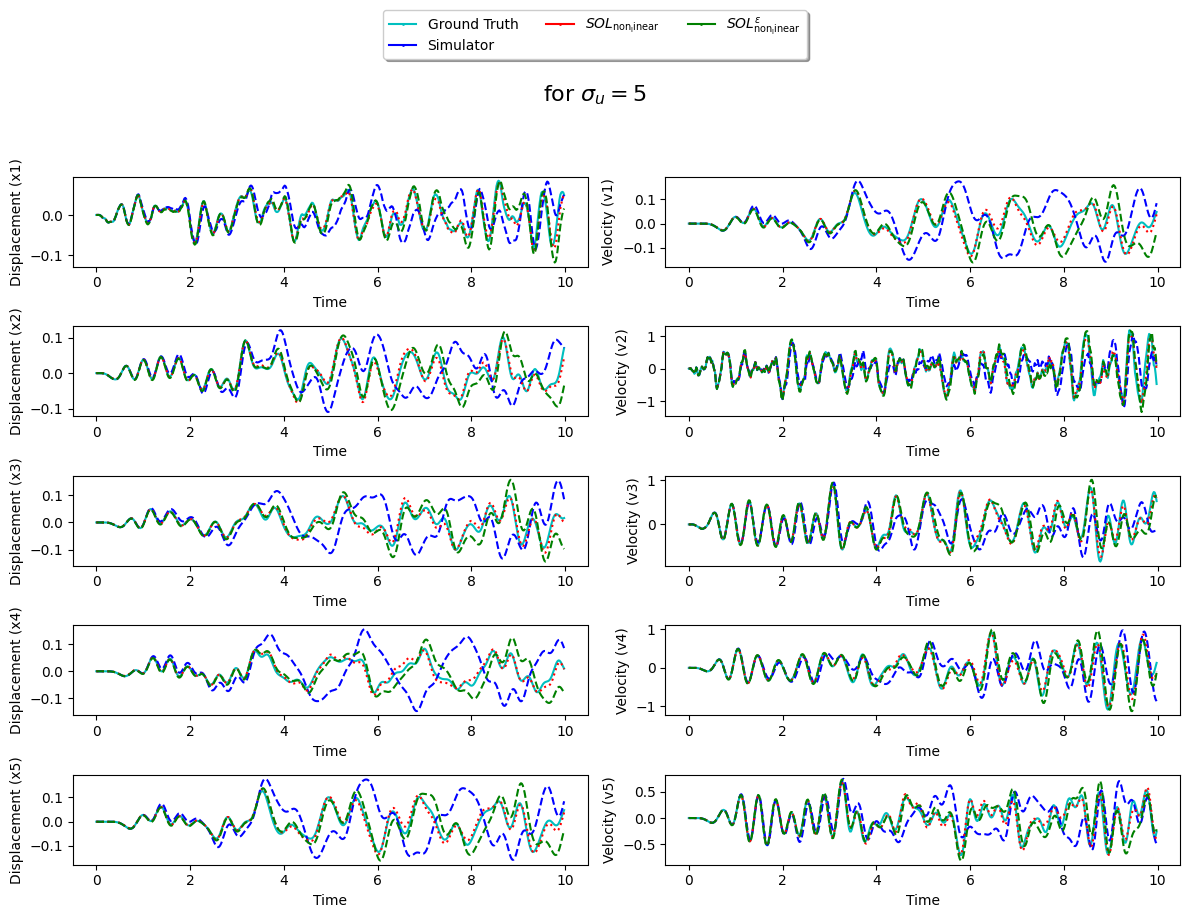 Ground Truth
Simulator
SOL_{non_linear}
SOL^ε_{non_linear}
for σ_u = 5
Displacement (x1)
0.0
−0.1
0 2 4 6 8 10
Time
Velocity (v1)
0.1
0.0
−0.1
0 2 4 6 8 10
Time
Displacement (x2)
0.1
0.0
−0.1
0 2 4 6 8 10
Time
Velocity (v2)
1
0
−1
0 2 4 6 8 10
Time
Displacement (x3)
0.1
0.0
−0.1
0 2 4 6 8 10
Time
Velocity (v3)
1
0
0 2 4 6 8 10
Time
Displacement (x4)
0.1
0.0
−0.1
0 2 4 6 8 10
Time
Velocity (v4)
1
0
−1
0 2 4 6 8 10
Time
Displacement (x5)
0.1
0.0
−0.1
0 2 4 6 8 10
Time
Velocity (v5)
0.5
0.0
−0.5
0 2 4 6 8 10
Time